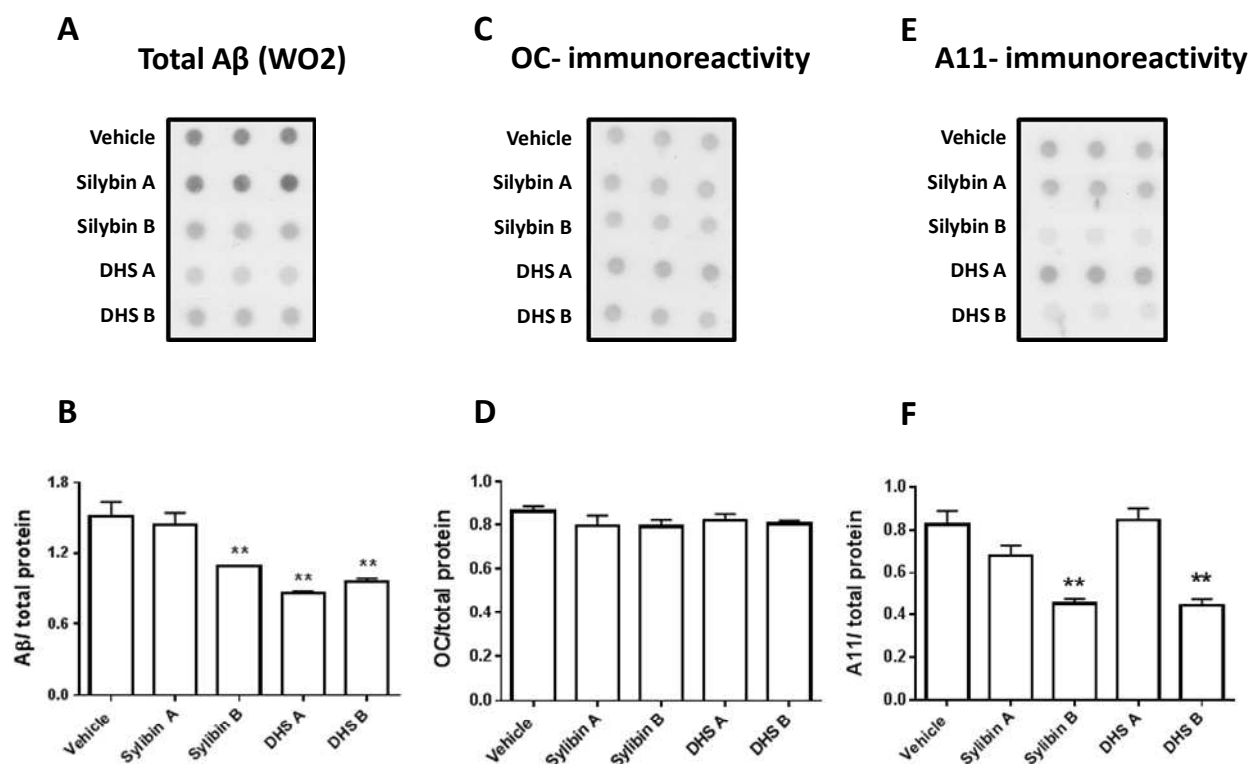 A
Total Aβ (WO2)
Vehicle
Silybin A
Silybin B
DHS A
DHS B
C
OC- immunoreactivity
Vehicle
Silybin A
Silybin B
DHS A
DHS B
E
A11- immunoreactivity
Vehicle
Silybin A
Silybin B
DHS A
DHS B
B
Aβ/ total protein
1.8
1.2
0.6
0.0
**
**
**
Vehicle
Sylibin A
Sylibin B
DHS A
DHS B
D
OC/total protein
1.0
0.8
0.6
0.4
0.2
0.0
Vehicle
Sylibin A
Sylibin B
DHS A
DHS B
F
A11/ total protein
1.0
0.8
0.6
0.4
0.2
0.0
**
**
Vehicle
Sylibin A
Sylibin B
DHS A
DHS B